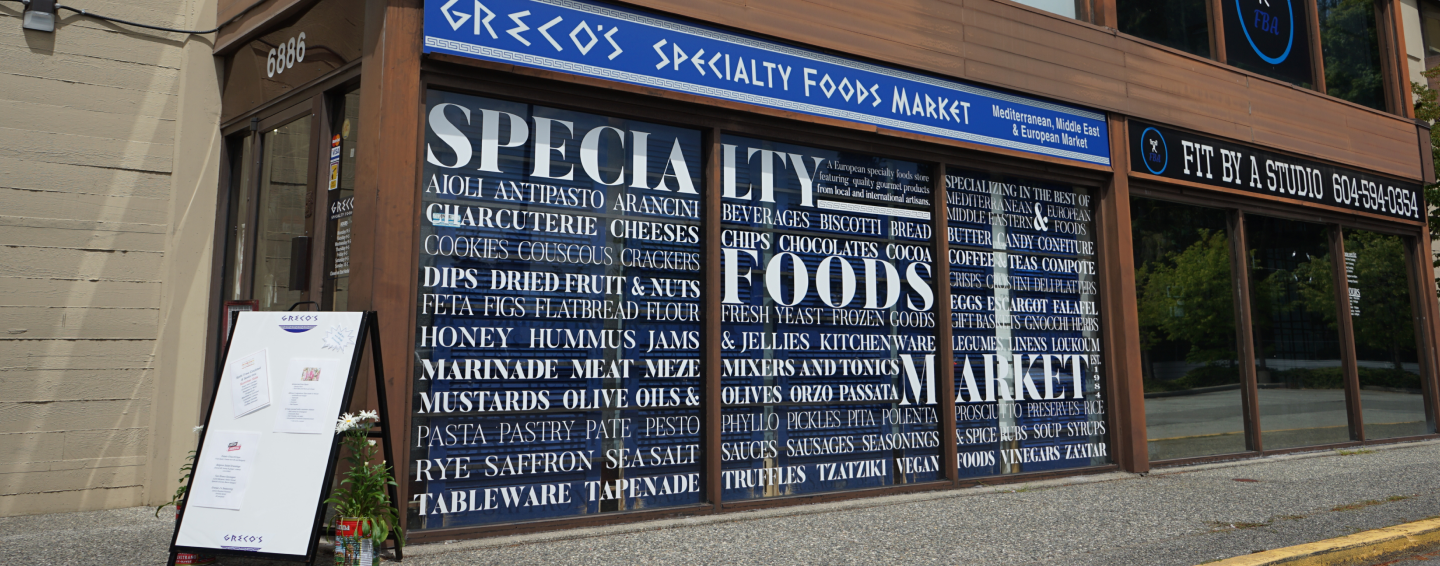 GRECO'S SPECIALTY FOODS MARKET
Mediterranean, Middle East
& European Market
6886
FBA
FIT BY A STUDIO 604-594-0354
SPECIALTY
A European specialty foods store
featuring quality gourmet products
from local and international artisans.
AIOLI ANTIPASTO ARANCINI
CHARCUTERIE CHEESES
COOKIES COUSCOUS CRACKERS
DIPS DRIED FRUIT & NUTS
FETA FIGS FLATBREAD FLOUR
HONEY HUMMUS JAMS
MARINADE MEAT MEZE
MUSTARDS OLIVE OILS &
PASTA PASTRY PATE PESTO
RYE SAFFRON SEA SALT
TABLEWARE TAPENADE
BEVERAGES BISCOTTI BREAD
CHIPS CHOCOLATES COCOA
FOODS
FRESH YEAST FROZEN GOODS
& JELLIES KITCHENWARE
MIXERS AND TONICS
OLIVES ORZO PASSATA
MARKET
EST. 1984
PHYLLO PICKLES PITA POLENTA
SAUCES SAUSAGES SEASONINGS
TRUFFLES TZATZIKI VEGAN
SPECIALIZING IN THE BEST OF
MEDITERRANEAN & EUROPEAN
MIDDLE EASTERN FOODS
BUTTER CANDY CONFITURE
COFFEE & TEAS COMPOTE
CRISPS CROSTINI DELI PLATTERS
EGGS ESCARGOT FALAFEL
GIFT BASKETS GNOCCHI HERBS
LEGUMES LINENS LOUKOUM
PROSCIUTTO PRESERVES RICE
& SPICE RUBS SOUP SYRUPS
FOODS VINEGARS ZA'ATAR
GRECO'S
GRECO'S